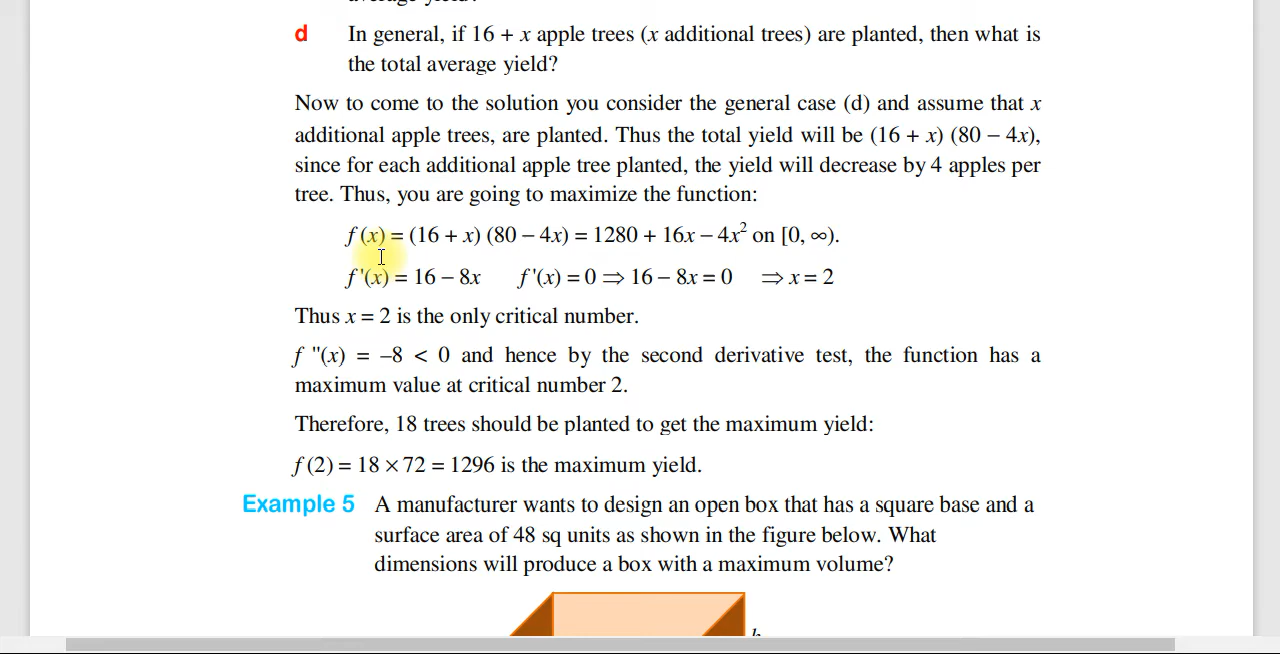 d In general, if 16 + x apple trees (x additional trees) are planted, then what is
the total average yield?
Now to come to the solution you consider the general case (d) and assume that x
additional apple trees, are planted. Thus the total yield will be (16 + x) (80 – 4x),
since for each additional apple tree planted, the yield will decrease by 4 apples per
tree. Thus, you are going to maximize the function:
f (x) = (16 + x) (80 – 4x) = 1280 + 16x – 4x² on [0, ∞).
f '(x) = 16 – 8x f '(x) = 0 ⇒ 16 – 8x = 0 ⇒ x = 2
Thus x = 2 is the only critical number.
f "(x) = –8 < 0 and hence by the second derivative test, the function has a
maximum value at critical number 2.
Therefore, 18 trees should be planted to get the maximum yield:
f (2) = 18 × 72 = 1296 is the maximum yield.
Example 5 A manufacturer wants to design an open box that has a square base and a
surface area of 48 sq units as shown in the figure below. What
dimensions will produce a box with a maximum volume?